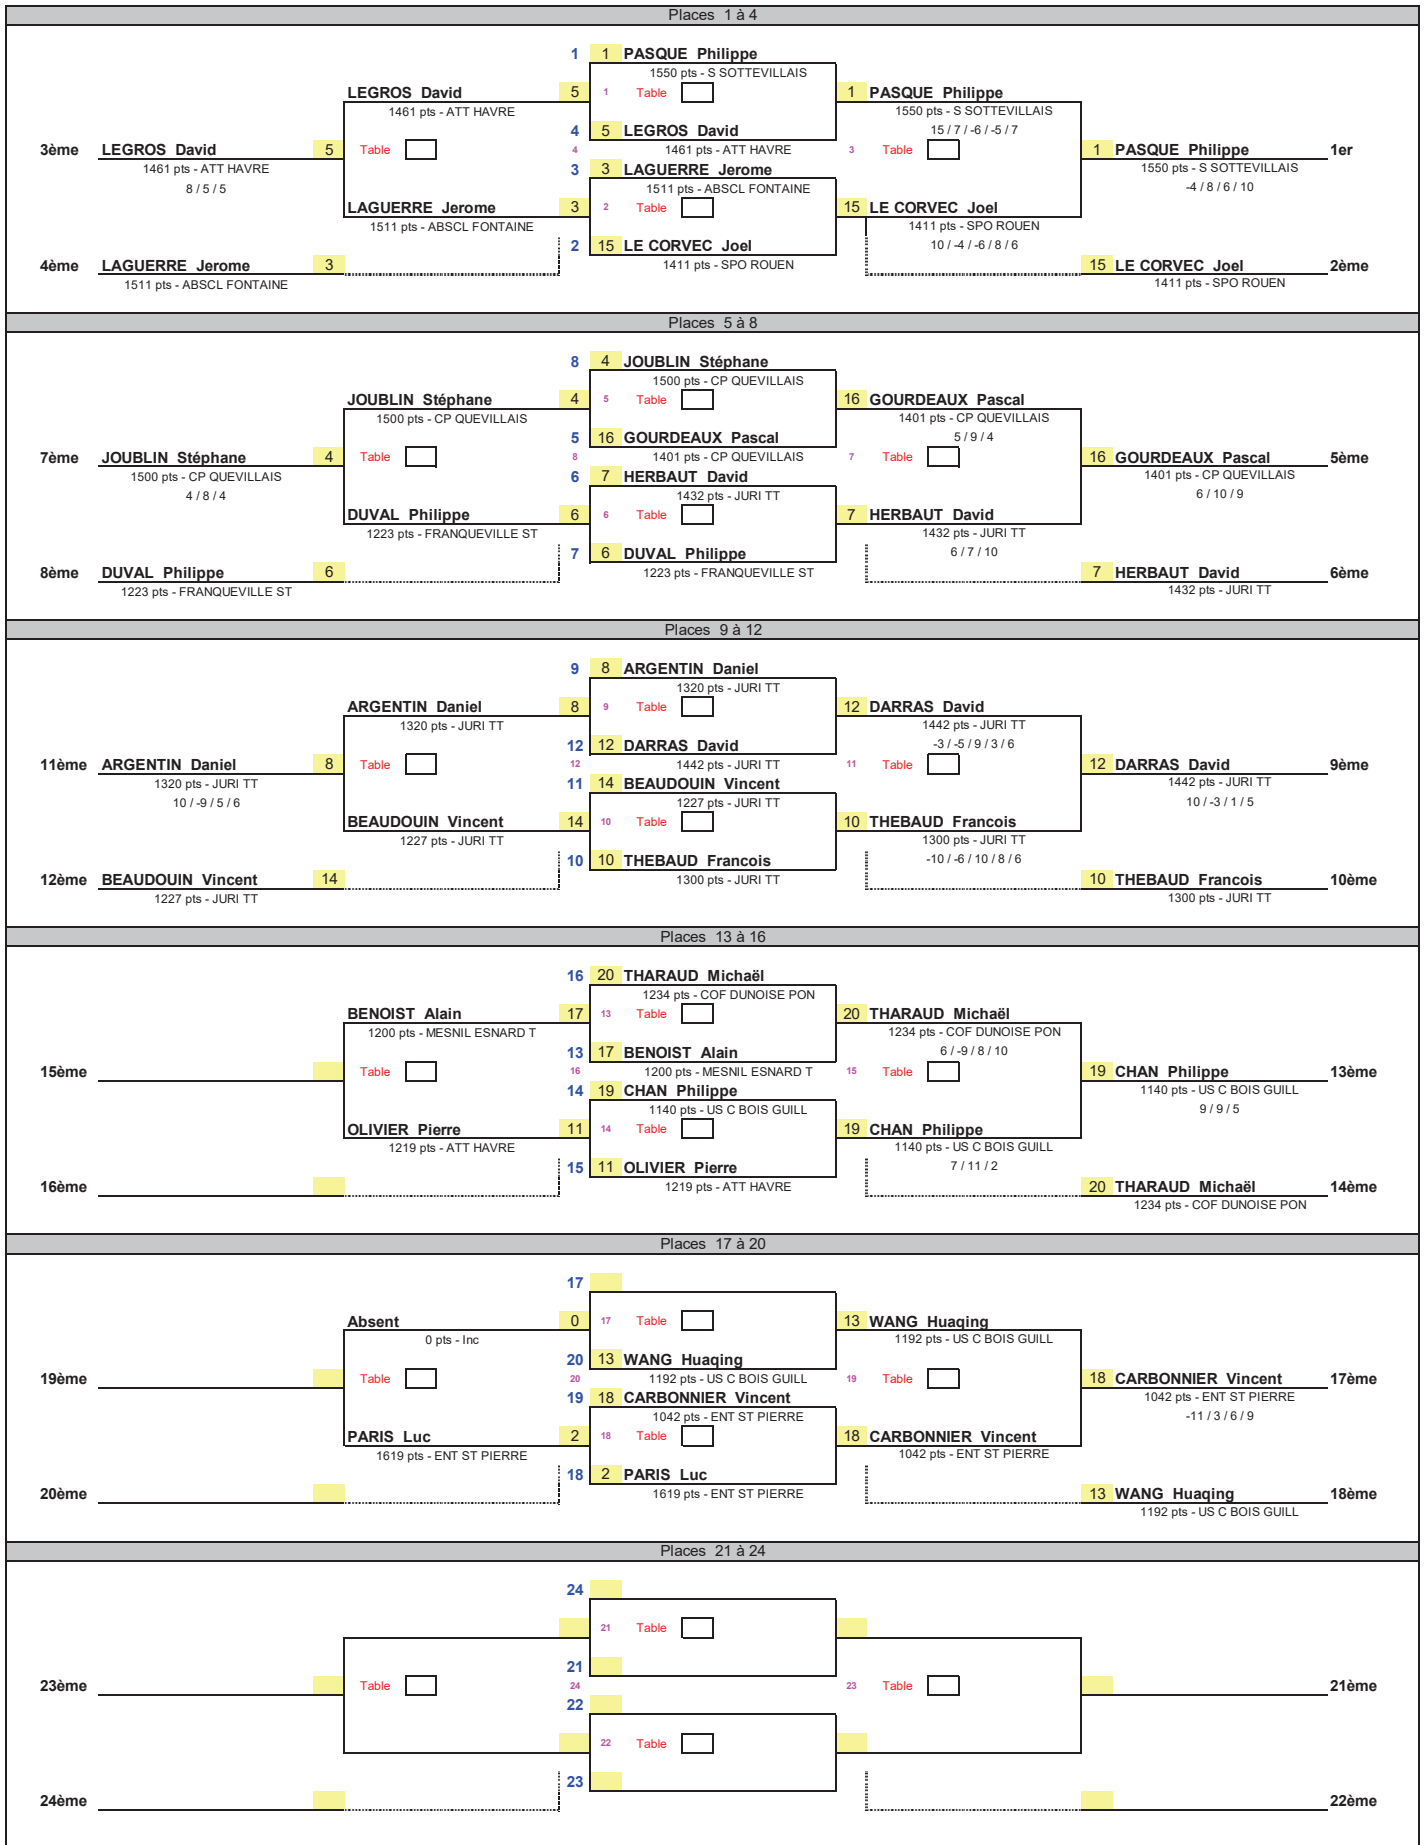 Places 1 à 4
1 1 PASQUE Philippe
1550 pts - S SOTTEVILLAIS
LEGROS David 5 1 Table 1 PASQUE Philippe
1461 pts - ATT HAVRE 1550 pts - S SOTTEVILLAIS
4 5 LEGROS David 15 / 7 / -6 / -5 / 7
3ème LEGROS David 5 Table 4 1461 pts - ATT HAVRE 3 Table 1 PASQUE Philippe 1er
1461 pts - ATT HAVRE 3 3 LAGUERRE Jerome 1550 pts - S SOTTEVILLAIS
8 / 5 / 5 1511 pts - ABSCL FONTAINE -4 / 8 / 6 / 10
LAGUERRE Jerome 3 2 Table 15 LE CORVEC Joel
1511 pts - ABSCL FONTAINE 1411 pts - SPO ROUEN
2 15 LE CORVEC Joel 10 / -4 / -6 / 8 / 6
4ème LAGUERRE Jerome 3 1411 pts - SPO ROUEN 15 LE CORVEC Joel 2ème
1511 pts - ABSCL FONTAINE 1411 pts - SPO ROUEN
Places 5 à 8
8 4 JOUBLIN Stéphane
1500 pts - CP QUEVILLAIS
JOUBLIN Stéphane 4 5 Table 16 GOURDEAUX Pascal
1500 pts - CP QUEVILLAIS 1401 pts - CP QUEVILLAIS
5 16 GOURDEAUX Pascal 5 / 9 / 4
7ème JOUBLIN Stéphane 4 Table 8 1401 pts - CP QUEVILLAIS 7 Table 16 GOURDEAUX Pascal 5ème
1500 pts - CP QUEVILLAIS 6 7 HERBAUT David 1401 pts - CP QUEVILLAIS
4 / 8 / 4 1432 pts - JURI TT 6 / 10 / 9
DUVAL Philippe 6 6 Table 7 HERBAUT David
1223 pts - FRANQUEVILLE ST 1432 pts - JURI TT
7 6 DUVAL Philippe 6 / 7 / 10
8ème DUVAL Philippe 6 1223 pts - FRANQUEVILLE ST 7 HERBAUT David 6ème
1223 pts - FRANQUEVILLE ST 1432 pts - JURI TT
Places 9 à 12
9 8 ARGENTIN Daniel
1320 pts - JURI TT
ARGENTIN Daniel 8 9 Table 12 DARRAS David
1320 pts - JURI TT 1442 pts - JURI TT
12 12 DARRAS David -3 / -5 / 9 / 3 / 6
11ème ARGENTIN Daniel 8 Table 12 1442 pts - JURI TT 11 Table 12 DARRAS David 9ème
1320 pts - JURI TT 11 14 BEAUDOUIN Vincent 1442 pts - JURI TT
10 / -9 / 5 / 6 1227 pts - JURI TT 10 / -3 / 1 / 5
BEAUDOUIN Vincent 14 10 Table 10 THEBAUD Francois
1227 pts - JURI TT 1300 pts - JURI TT
10 10 THEBAUD Francois -10 / -6 / 10 / 8 / 6
12ème BEAUDOUIN Vincent 14 1300 pts - JURI TT 10 THEBAUD Francois 10ème
1227 pts - JURI TT 1300 pts - JURI TT
Places 13 à 16
16 20 THARAUD Michaël
1234 pts - COF DUNOISE PON
BENOIST Alain 17 13 Table 20 THARAUD Michaël
1200 pts - MESNIL ESNARD T 1234 pts - COF DUNOISE PON
13 17 BENOIST Alain 6 / -9 / 8 / 10
15ème Table 16 1200 pts - MESNIL ESNARD T 15 Table 19 CHAN Philippe 13ème
14 19 CHAN Philippe 1140 pts - US C BOIS GUILL
1140 pts - US C BOIS GUILL 9 / 9 / 5
OLIVIER Pierre 11 14 Table 19 CHAN Philippe
1219 pts - ATT HAVRE 1140 pts - US C BOIS GUILL
15 11 OLIVIER Pierre 7 / 11 / 2
16ème 1219 pts - ATT HAVRE 20 THARAUD Michaël 14ème
1234 pts - COF DUNOISE PON
Places 17 à 20
17
Absent 0 17 Table 13 WANG Huaqing
0 pts - Inc 1192 pts - US C BOIS GUILL
20 13 WANG Huaqing
19ème Table 20 1192 pts - US C BOIS GUILL 19 Table 18 CARBONNIER Vincent 17ème
19 18 CARBONNIER Vincent 1042 pts - ENT ST PIERRE
1042 pts - ENT ST PIERRE -11 / 3 / 6 / 9
PARIS Luc 2 18 Table 18 CARBONNIER Vincent
1619 pts - ENT ST PIERRE 1042 pts - ENT ST PIERRE
18 2 PARIS Luc
20ème 1619 pts - ENT ST PIERRE 13 WANG Huaqing 18ème
1192 pts - US C BOIS GUILL
Places 21 à 24
24
21 Table
21
23ème Table 24 23 Table 21ème
22
22 Table
23
24ème 22ème